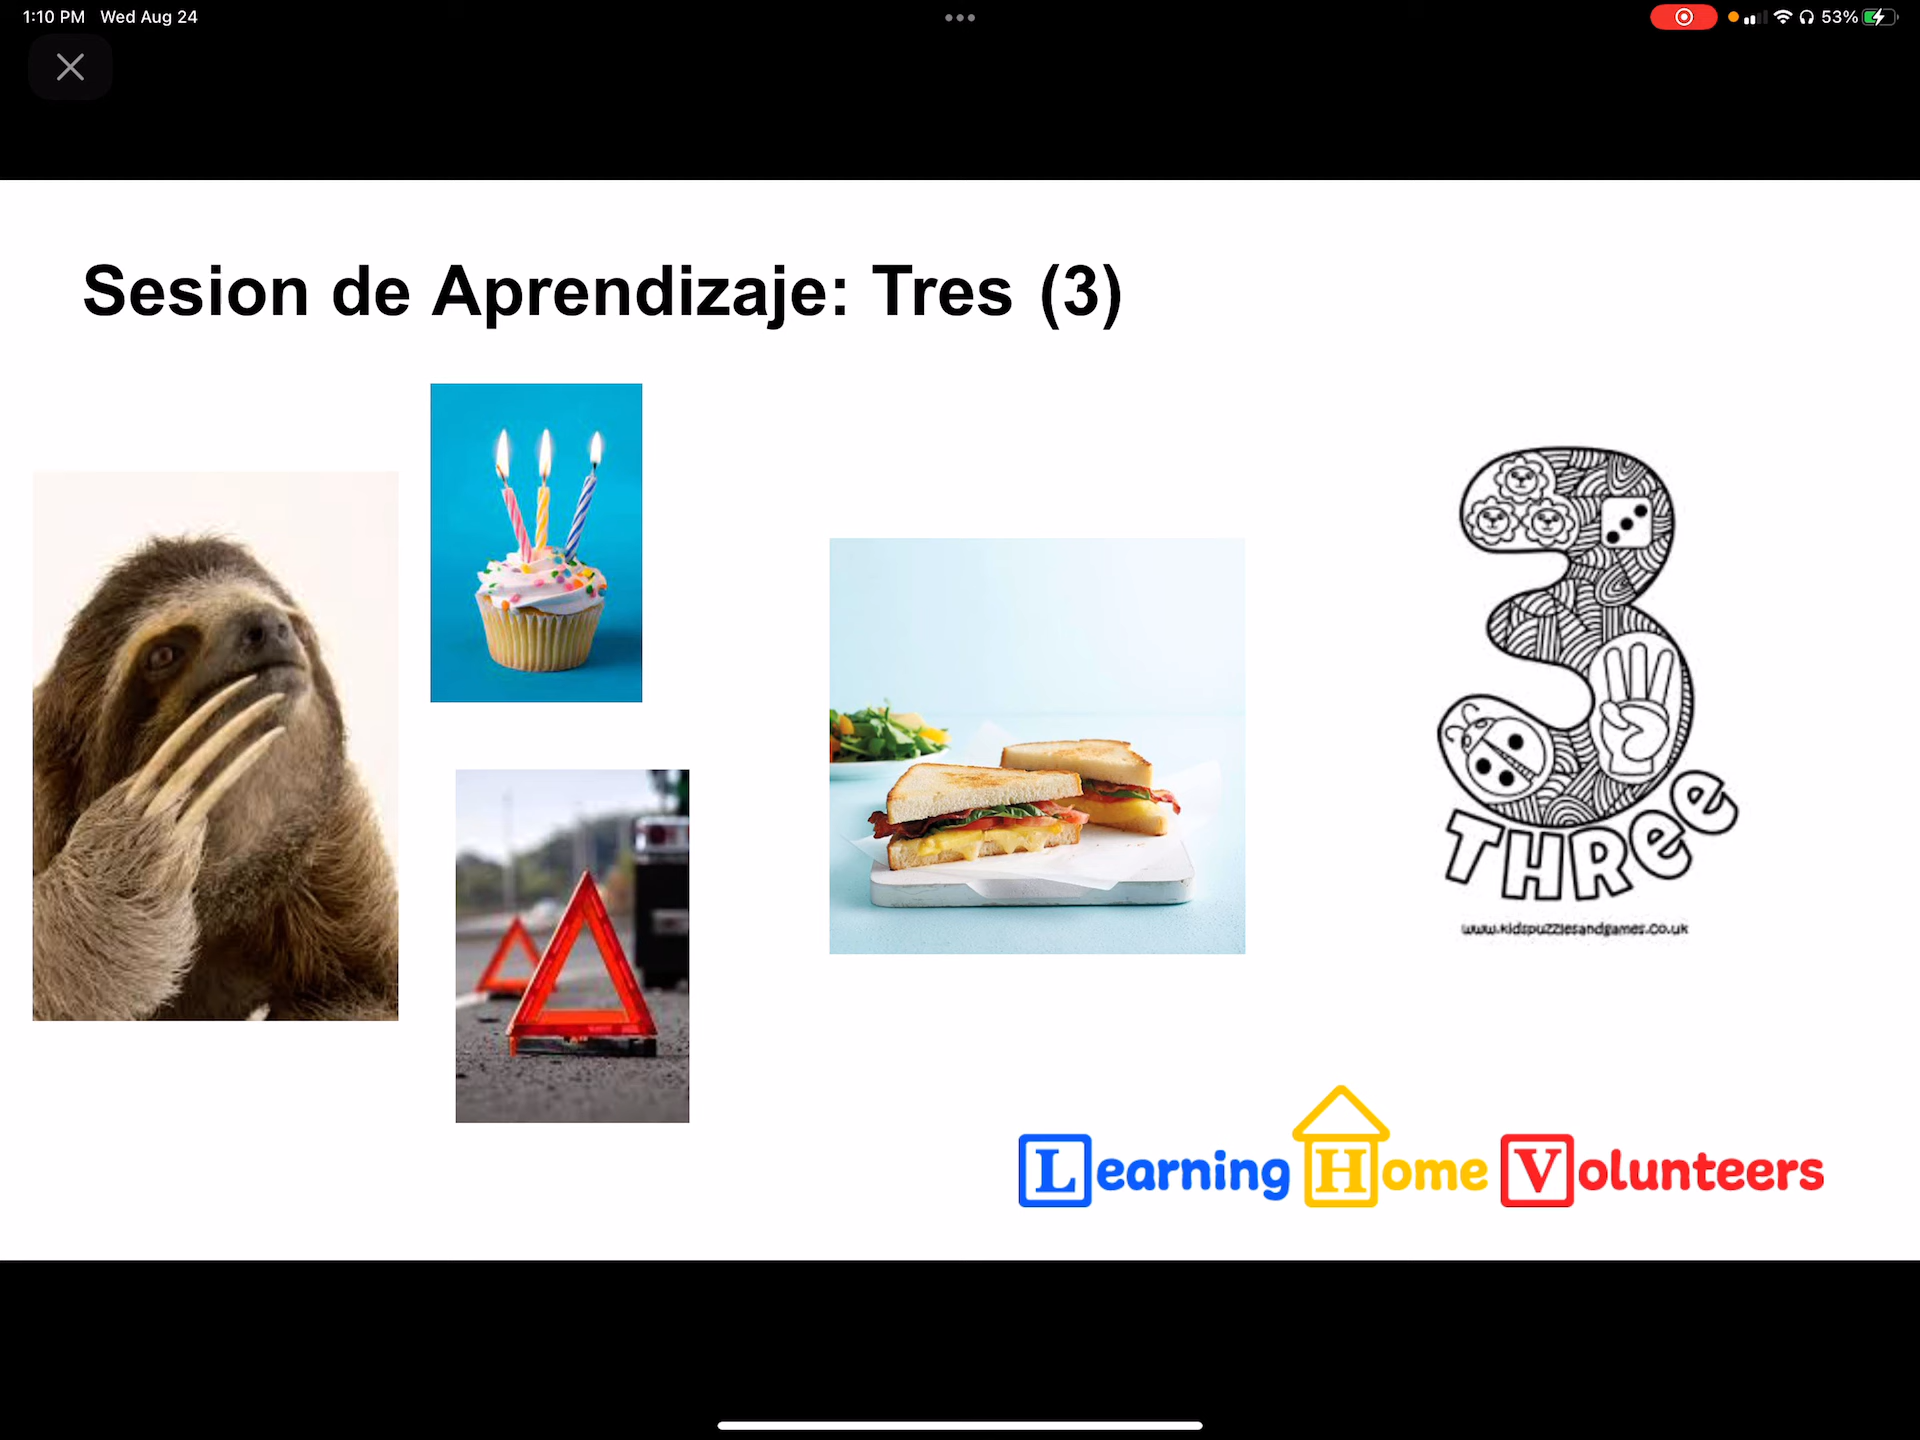 1:10 PM Wed Aug 24
53%
Sesion de Aprendizaje: Tres (3)
3
THREE
www.kidspuzzlesandgames.co.uk
Learning Home Volunteers